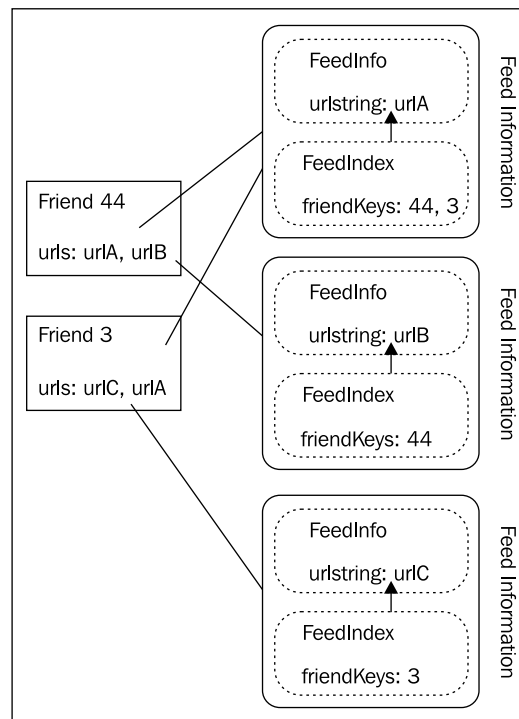 Friend 44
urls: urlA, urlB
Friend 3
urls: urlC, urlA
FeedInfo
urlstring: urlA
FeedIndex
friendKeys: 44, 3
Feed Information
FeedInfo
urlstring: urlB
FeedIndex
friendKeys: 44
Feed Information
FeedInfo
urlstring: urlC
FeedIndex
friendKeys: 3
Feed Information